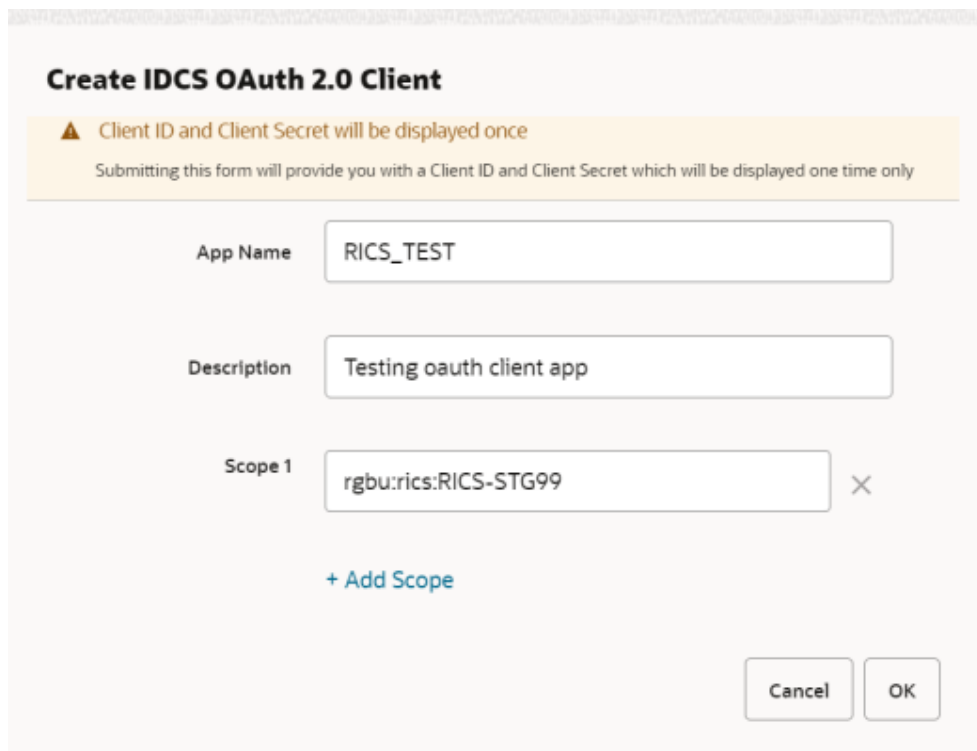 Create IDCS OAuth 2.0 Client
Client ID and Client Secret will be displayed once
Submitting this form will provide you with a Client ID and Client Secret which will be displayed one time only
App Name RICS_TEST
Description Testing oauth client app
Scope 1 rgbu:rics:RICS-STG99
+ Add Scope
Cancel OK